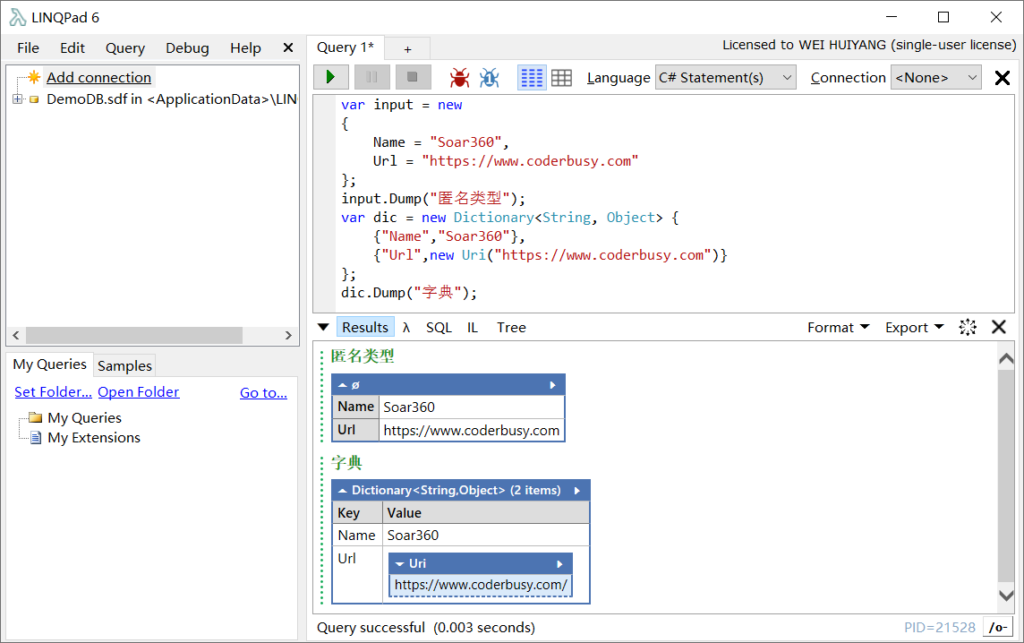 LINQPad 6
File Edit Query Debug Help
Query 1* +
Licensed to WEI HUIYANG (single-user license)
Add connection
DemoDB.sdf in <ApplicationData>\LIN
Language C# Statement(s) Connection <None>
var input = new
{
Name = "Soar360",
Url = "https://www.coderbusy.com"
};
input.Dump("匿名类型");
var dic = new Dictionary<String, Object> {
{"Name","Soar360"},
{"Url",new Uri("https://www.coderbusy.com")}
};
dic.Dump("字典");
Results λ SQL IL Tree Format Export
My Queries Samples
Set Folder... Open Folder Go to...
My Queries
My Extensions
匿名类型
ø
Name Soar360
Url https://www.coderbusy.com
字典
Dictionary<String,Object> (2 items)
Key Value
Name Soar360
Url Uri
https://www.coderbusy.com/
Query successful (0.003 seconds)
PID=21528 /o-